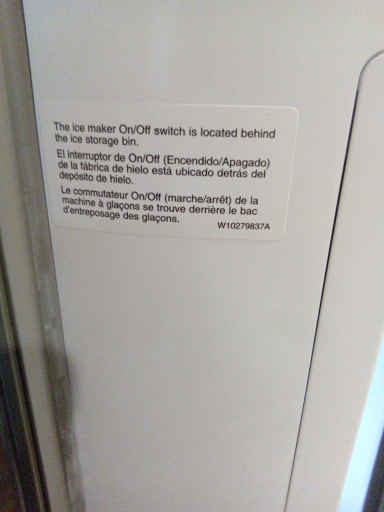 The ice maker On/Off switch is located behind
the ice storage bin.
El interruptor de On/Off (Encendido/Apagado)
de la fábrica de hielo está ubicado detrás del
depósito de hielo.
Le commutateur On/Off (marche/arrêt) de la
machine à glaçons se trouve derrière le bac
d'entreposage des glaçons.
W10279837A